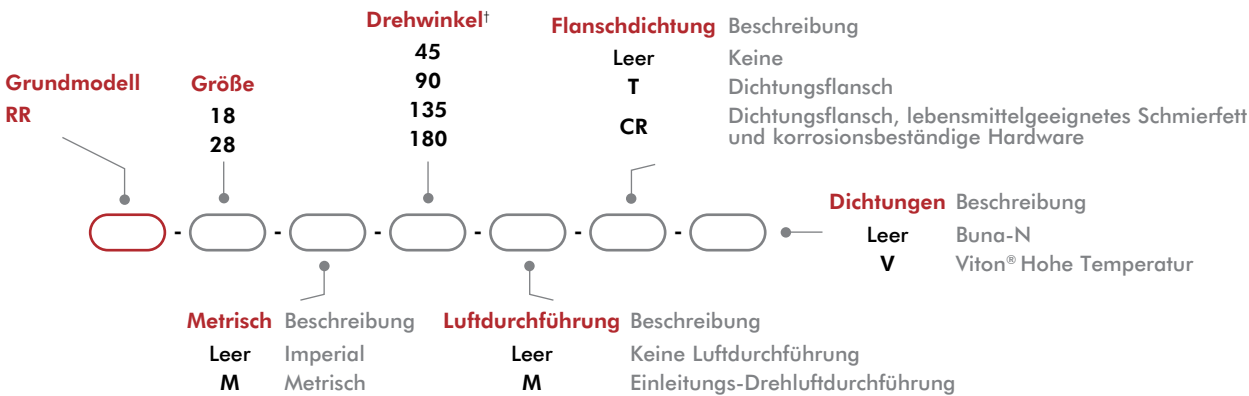 Grundmodell
RR
Größe
18
28
Drehwinkel†
45
90
135
180
Flanschdichtung Beschreibung
Leer Keine
T Dichtungsflansch
CR Dichtungsflansch, lebensmittelgeeignetes Schmierfett
und korrosionsbeständige Hardware
- - - - - -
Dichtungen Beschreibung
Leer Buna-N
V Viton® Hohe Temperatur
Metrisch Beschreibung
Leer Imperial
M Metrisch
Luftdurchführung Beschreibung
Leer Keine Luftdurchführung
M Einleitungs-Drehluftdurchführung